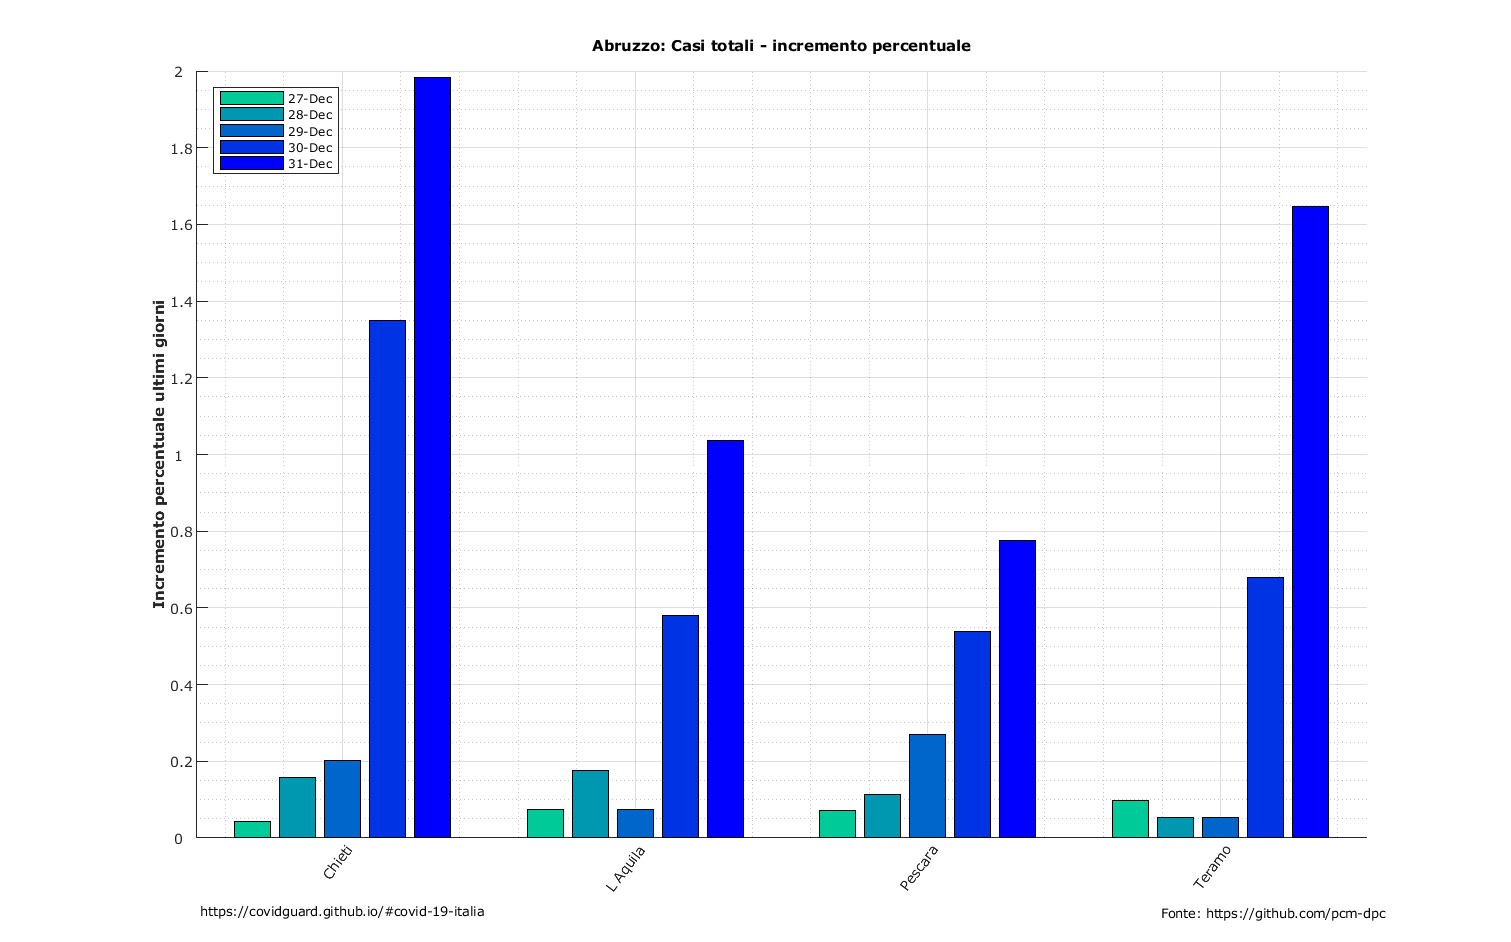 Abruzzo: Casi totali - incremento percentuale
27-Dec
28-Dec
29-Dec
30-Dec
31-Dec
Incremento percentuale ultimi giorni
2
1.8
1.6
1.4
1.2
1
0.8
0.6
0.4
0.2
0
Chieti
L Aquila
Pescara
Teramo
https://covidguard.github.io/#covid-19-italia
Fonte: https://github.com/pcm-dpc